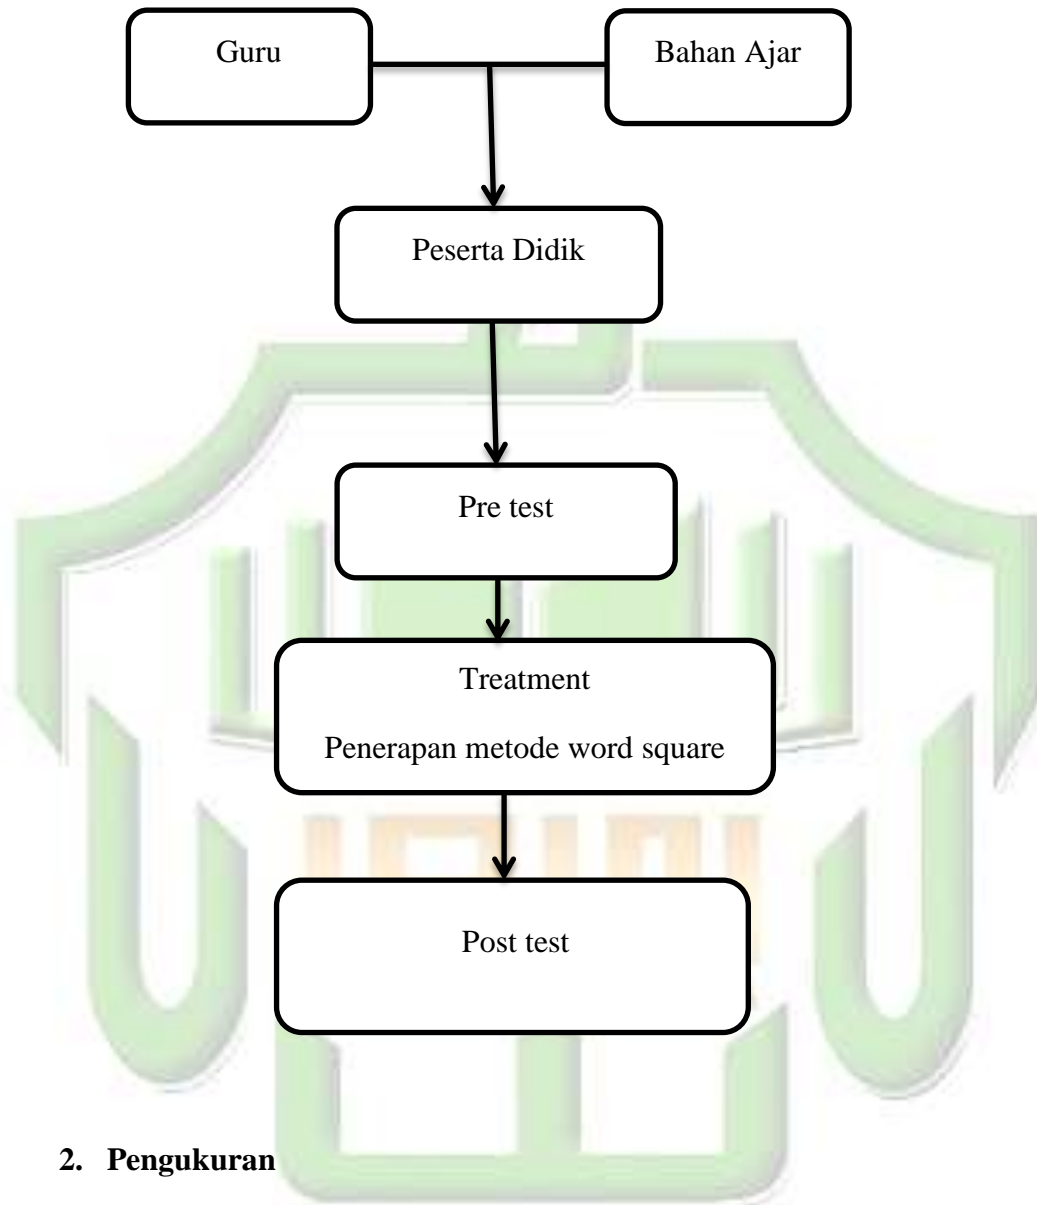 Guru
Bahan Ajar
Peserta Didik
Pre test
Treatment
Penerapan metode word square
Post test
2. Pengukuran